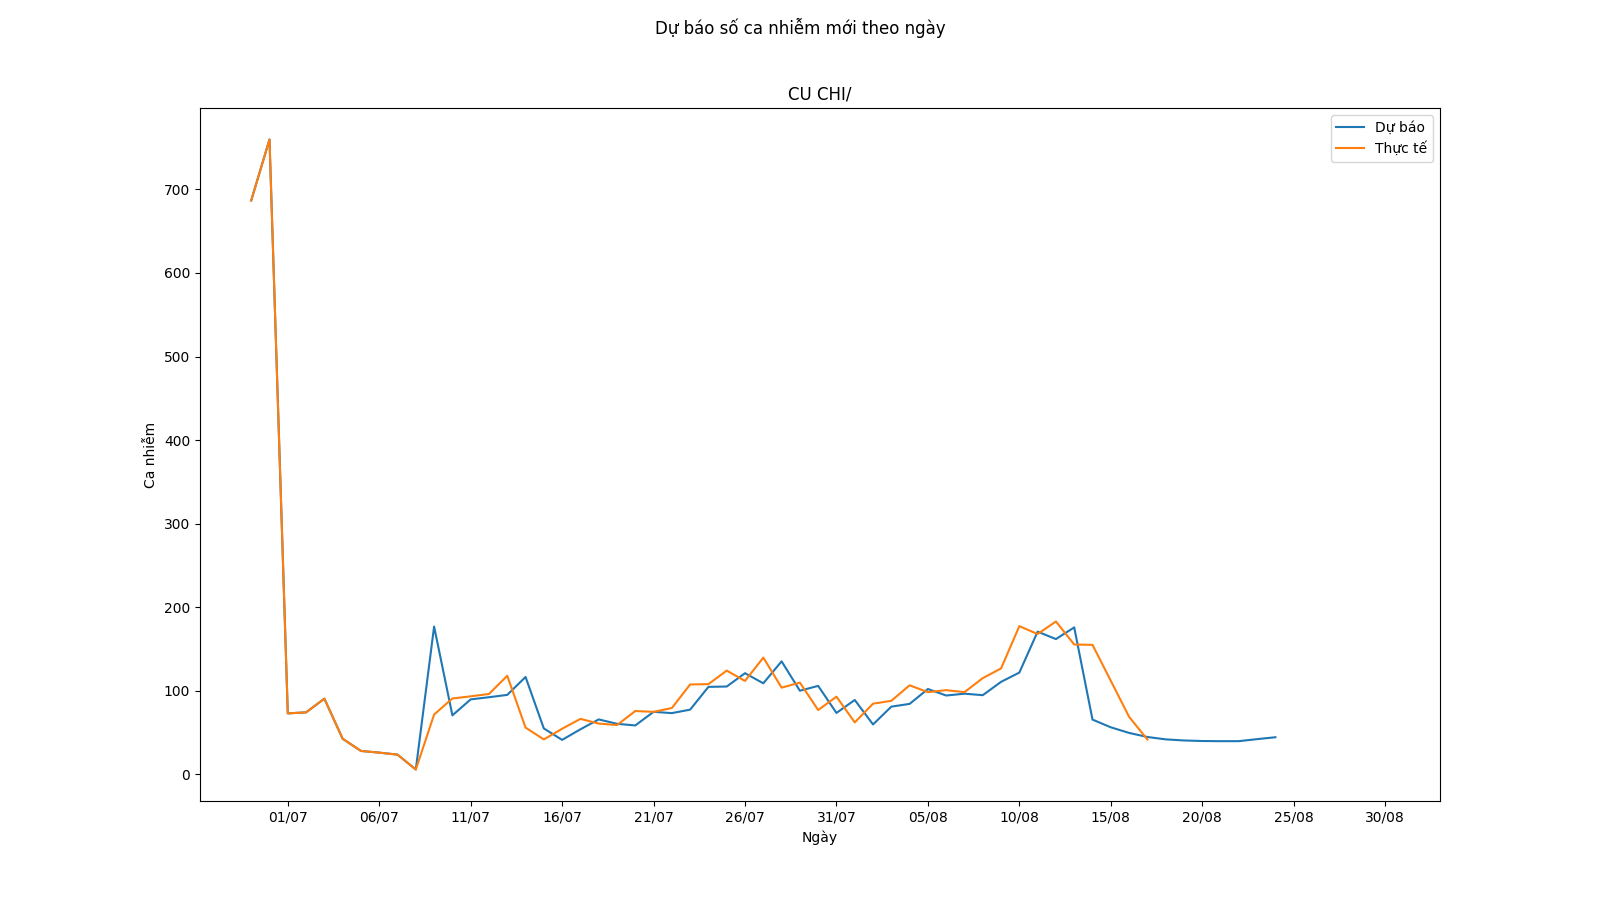 Dự báo số ca nhiễm mới theo ngày
CU CHI/
Dự báo
Thực tế
700
600
500
400
300
200
100
0
Ca nhiễm
01/07 06/07 11/07 16/07 21/07 26/07 31/07 05/08 10/08 15/08 20/08 25/08 30/08
Ngày